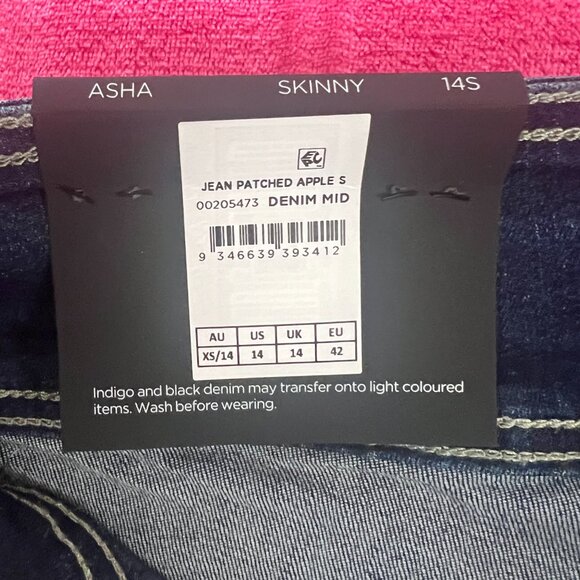 ASHA SKINNY 14S
JEAN PATCHED APPLE S
00205473 DENIM MID
9 346639 393412
AU US UK EU
XS/14 14 14 42
Indigo and black denim may transfer onto light coloured
items. Wash before wearing.